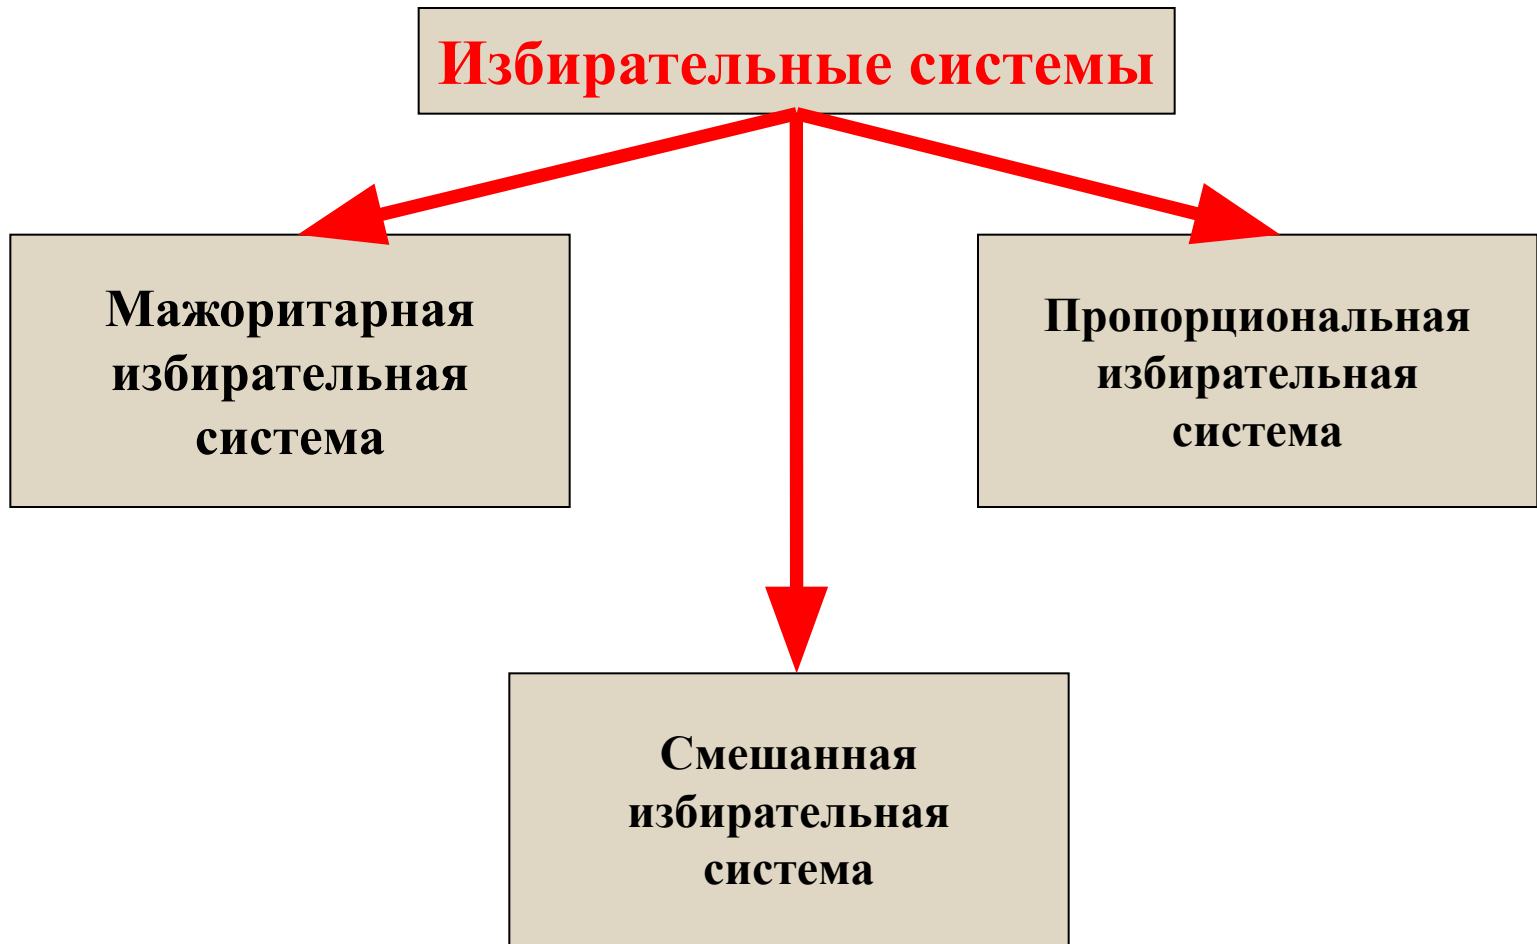 Избирательные системы
Мажоритарная
избирательная
система
Пропорциональная
избирательная
система
Смешанная
избирательная
система